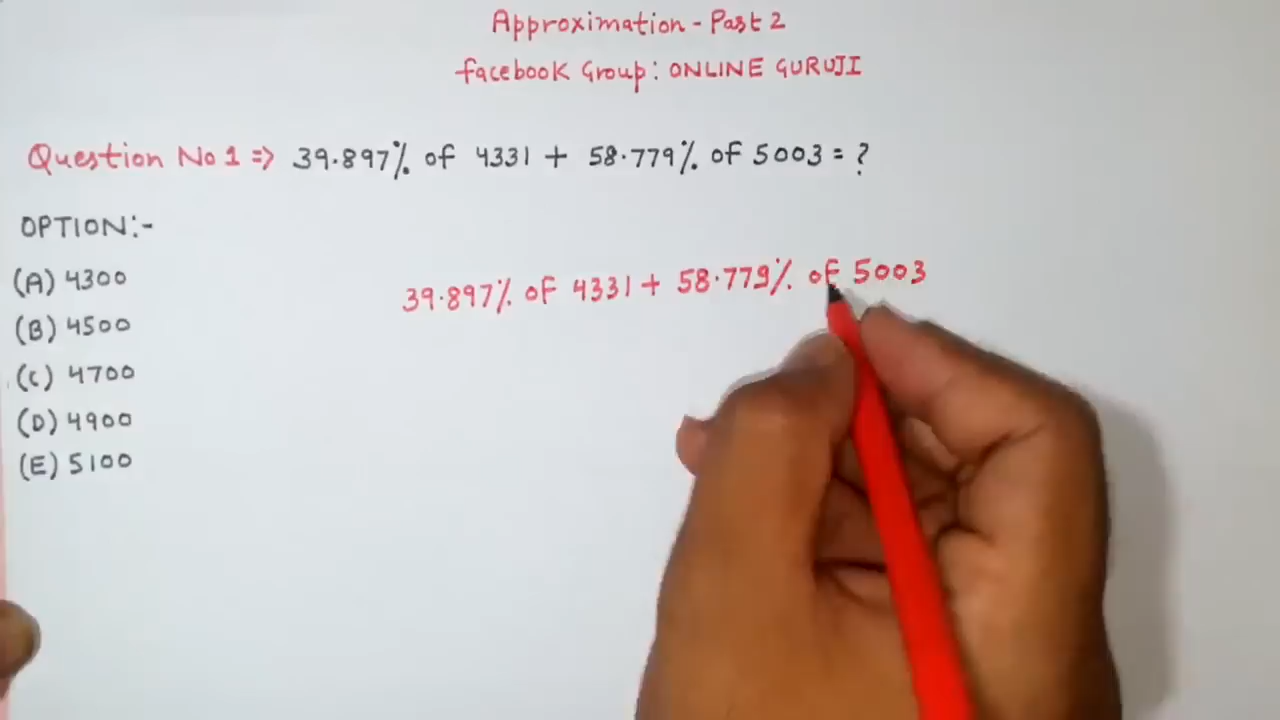 Approximation - Part 2
facebook Group: ONLINE GURUJI
Question No 1 => 39.897% of 4331 + 58.779% of 5003 = ?
OPTION:-
(A) 4300
(B) 4500
(C) 4700
(D) 4900
(E) 5100
39.897% of 4331 + 58.779% of 5003